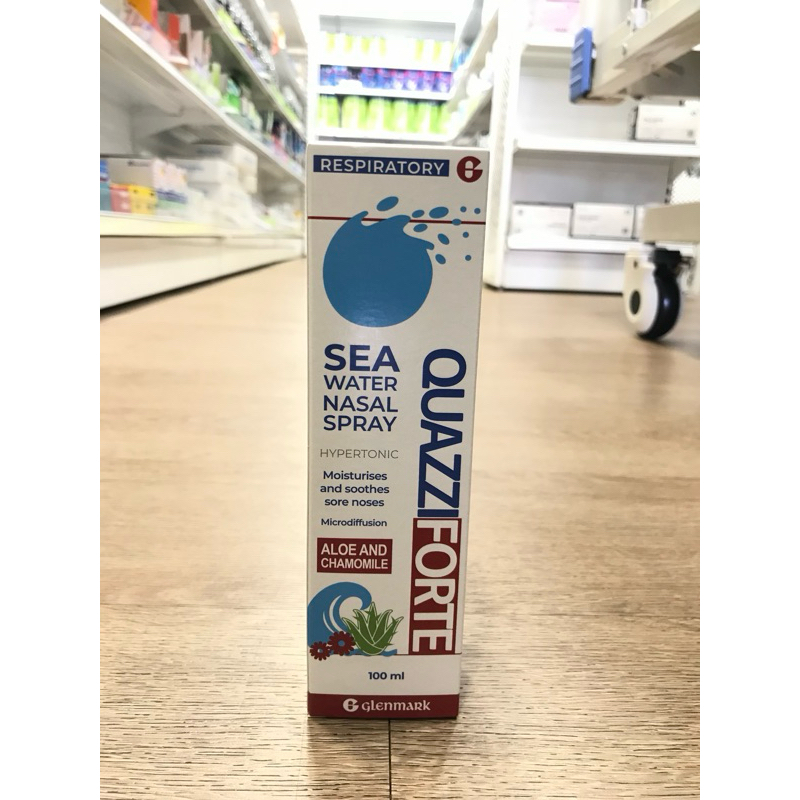 RESPIRATORY
SEA
WATER
NASAL
SPRAY
HYPERTONIC
Moisturises
and soothes
sore noses
Microdiffusion
ALOE AND
CHAMOMILE
QUAZZIFORTE
100 ml
glenmark